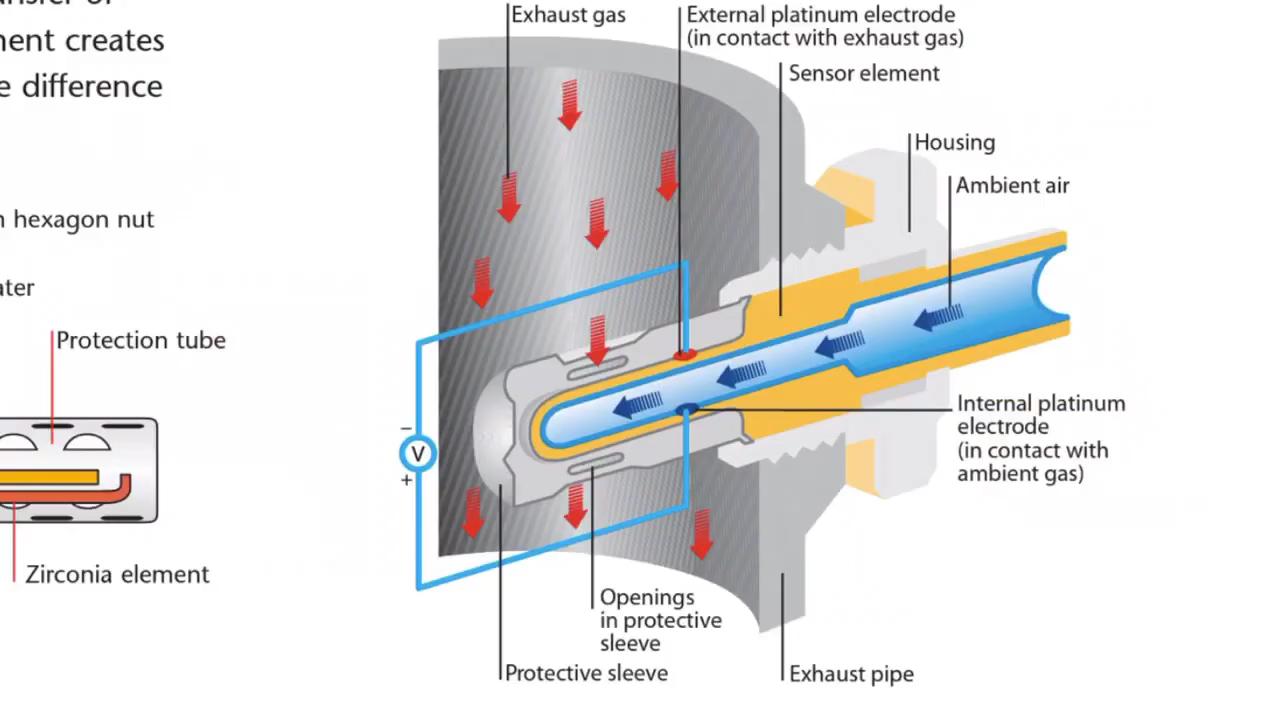 ment creates
difference
hexagon nut
Protection tube
Zirconia element
Exhaust gas
External platinum electrode
(in contact with exhaust gas)
Sensor element
Housing
Ambient air
Internal platinum
electrode
(in contact with
ambient gas)
−
V
+
Openings
in protective
sleeve
Protective sleeve
Exhaust pipe